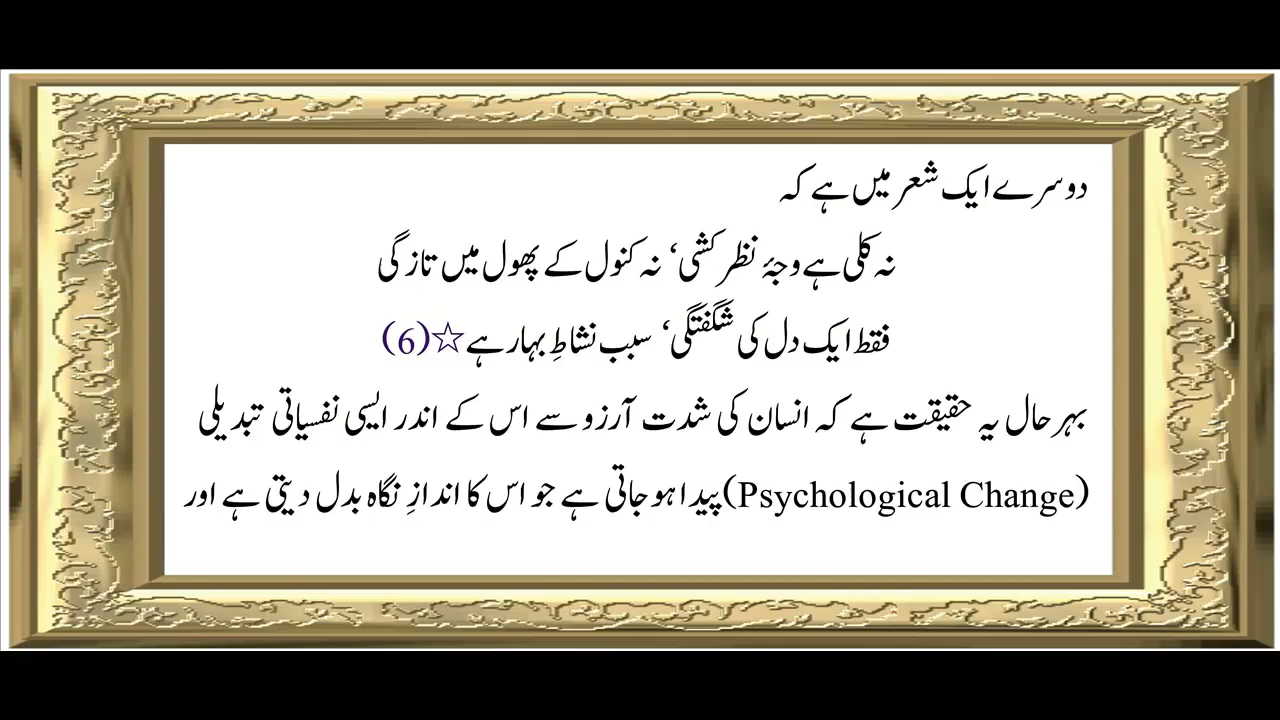 دوسرے ایک شعر میں ہے کہ
نہ کلی ہے وجۂ نظر کشی‘ نہ کنول کے پھول میں تازگی
فقط ایک دل کی شگفتگی‘ سبب نشاطِ بہار ہے☆(6)
بہرحال یہ حقیقت ہے کہ انسان کی شدت آرزو سے اس کے اندر ایسی نفسیاتی تبدیلی
(Psychological Change) پیدا ہو جاتی ہے جو اس کا اندازِ نگاہ بدل دیتی ہے اور